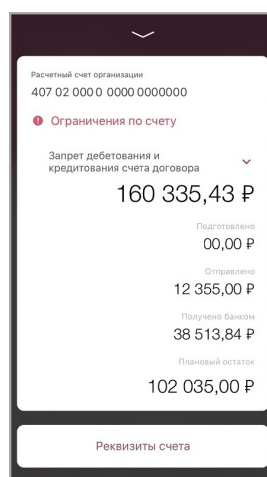 Расчетный счет организации
407 02 000 0 0000 0000000
Ограничения по счету
Запрет дебетования и
кредитования счета договора
160 335,43 ₽
Подготовлено
00,00 ₽
Отправлено
12 355,00 ₽
Получено банком
38 513,84 ₽
Плановый остаток
102 035,00 ₽
Реквизиты счета